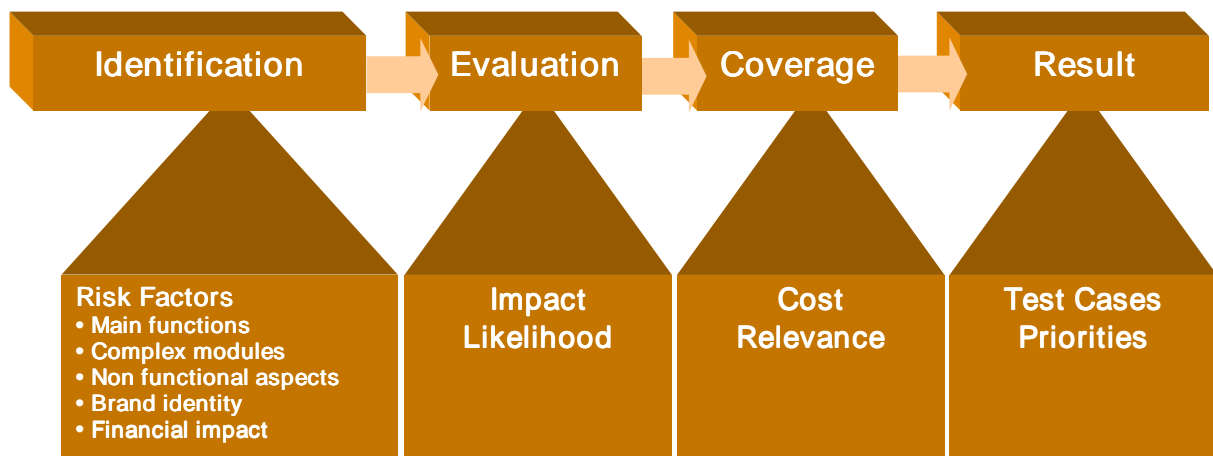 Identification
Evaluation
Coverage
Result
Risk Factors
• Main functions
• Complex modules
• Non functional aspects
• Brand identity
• Financial impact
Impact
Likelihood
Cost
Relevance
Test Cases
Priorities